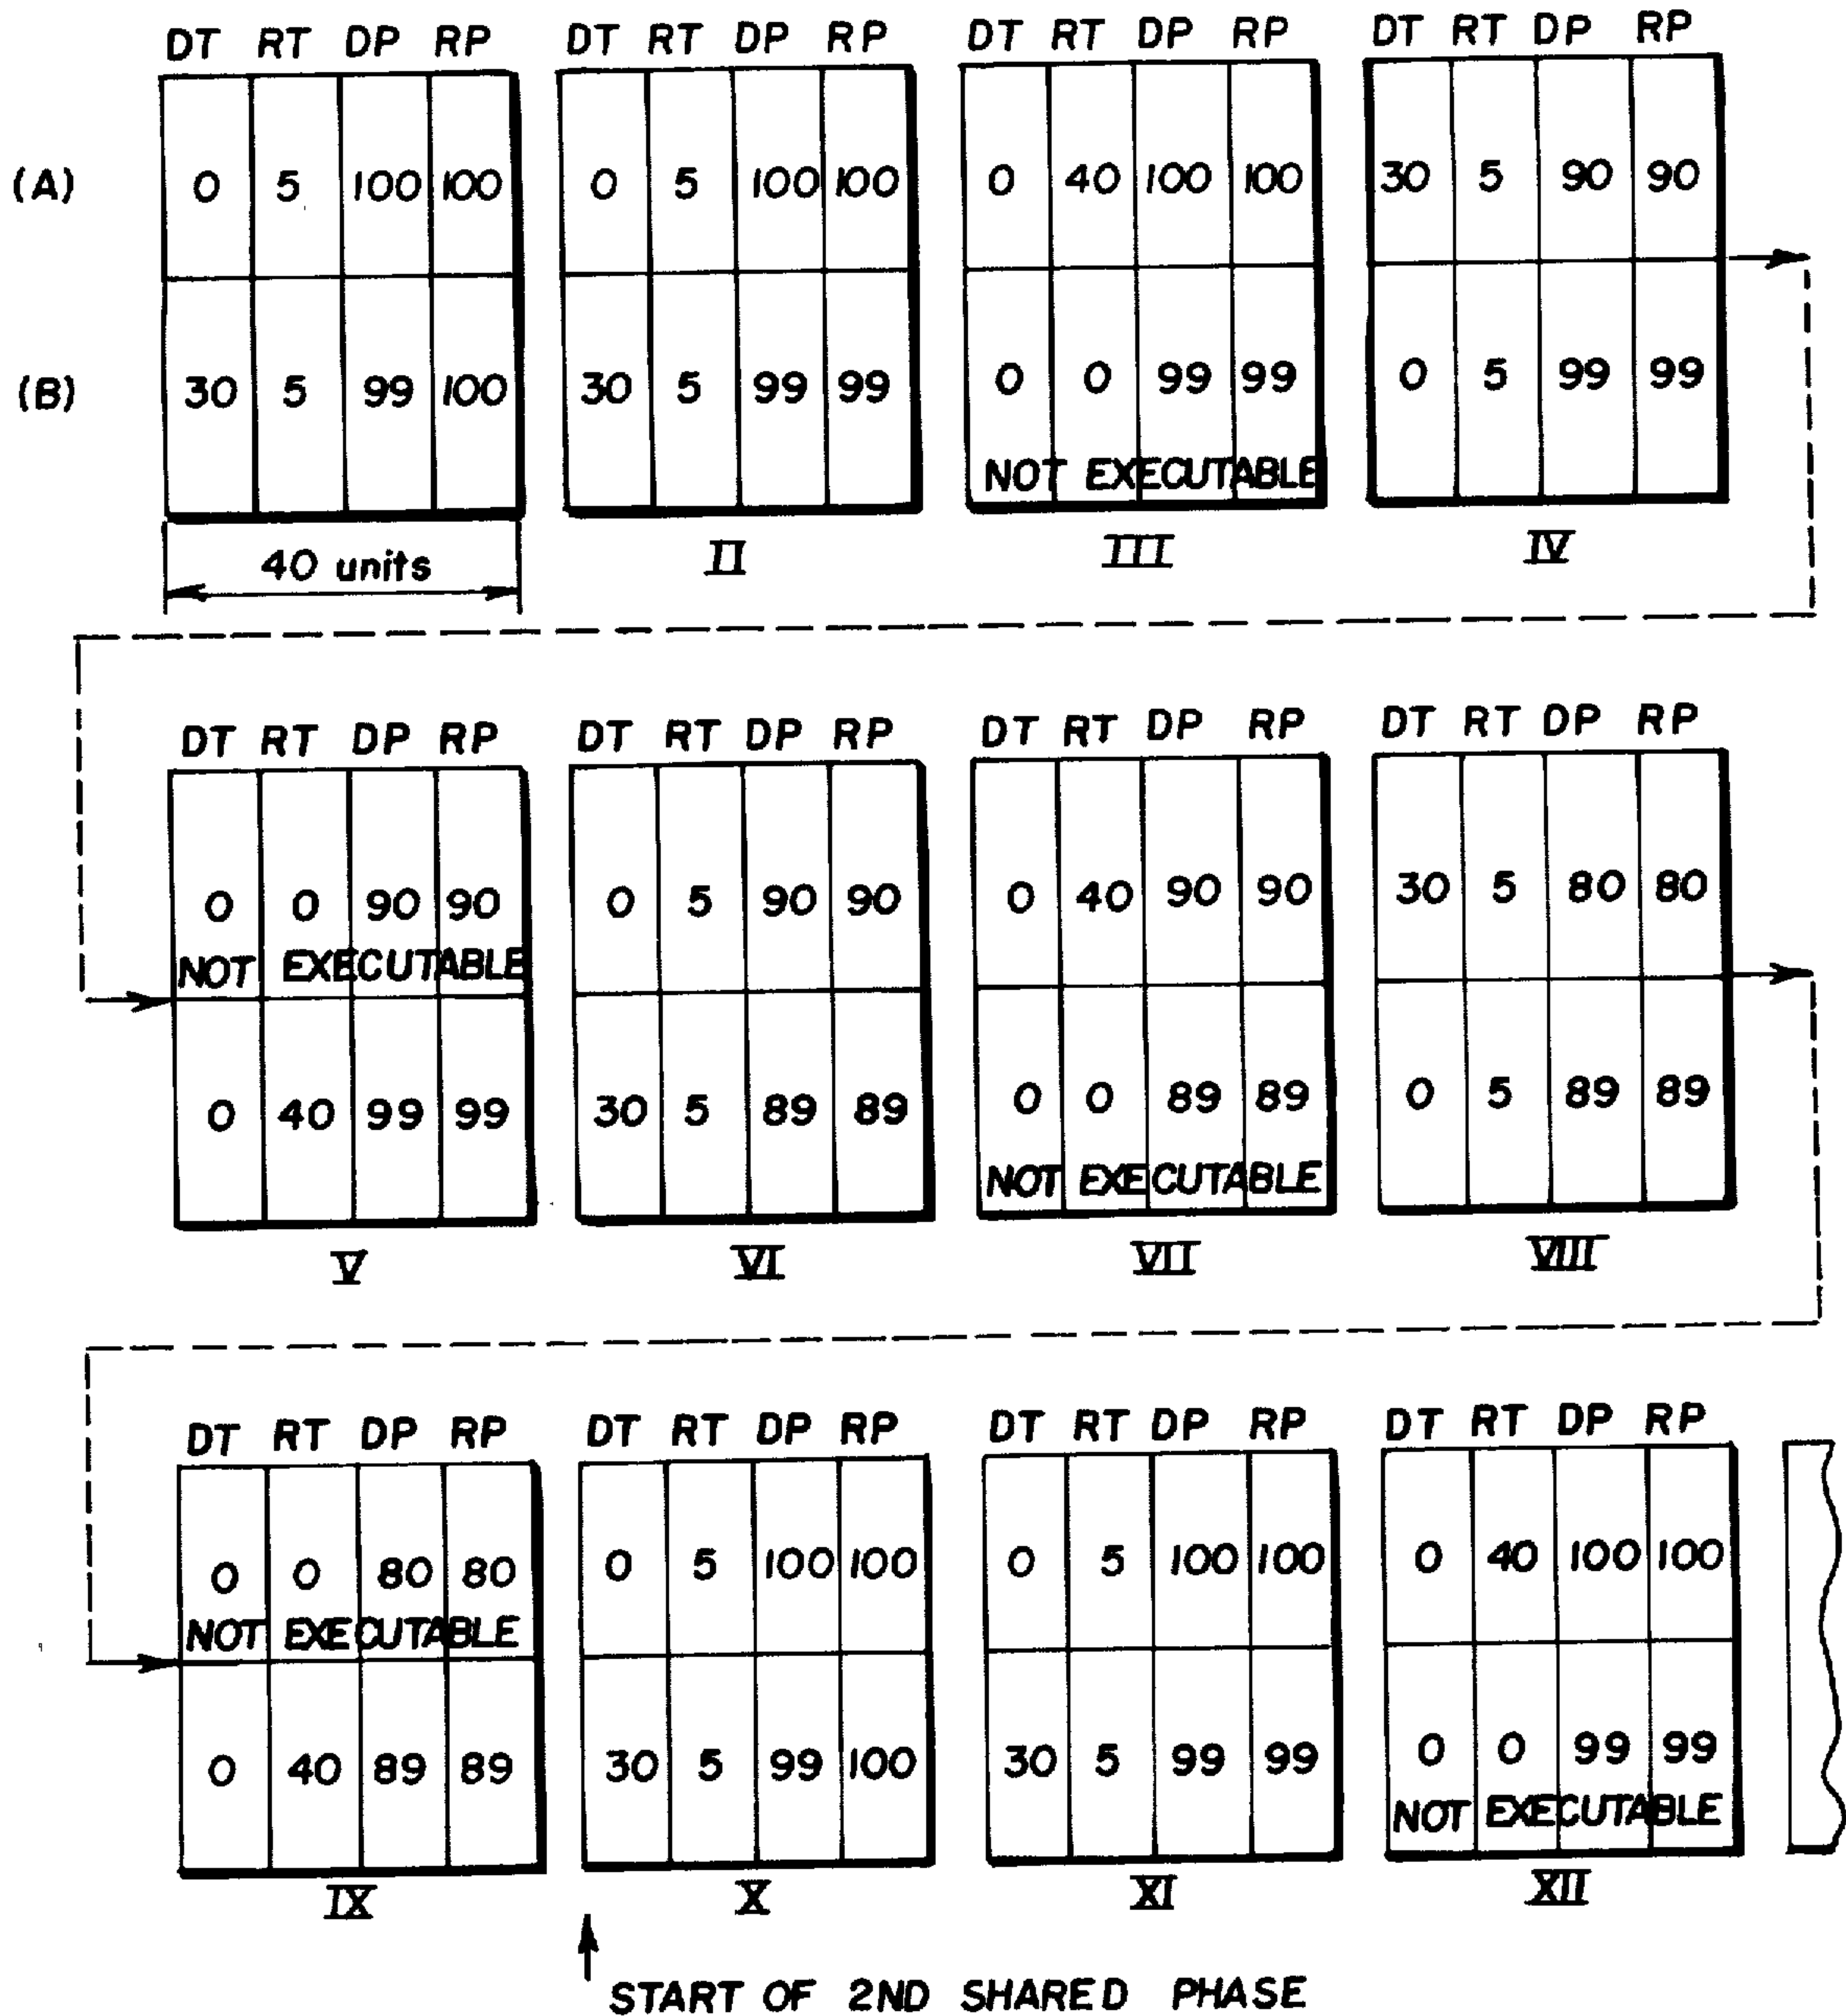 DT RT DP RP DT RT DP RP DT RT DP RP DT RT DP RP
(A) 0 5 100 100 0 5 100 100 0 40 100 100 30 5 90 90
(B) 30 5 99 100 30 5 99 99 0 0 99 99 0 5 99 99
NOT EXECUTABLE
40 units II III IV
DT RT DP RP DT RT DP RP DT RT DP RP DT RT DP RP
0 0 90 90 0 5 90 90 0 40 90 90 30 5 80 80
NOT EXECUTABLE
0 40 99 99 30 5 89 89 0 0 89 89 0 5 89 89
NOT EXECUTABLE
V VI VII VIII
DT RT DP RP DT RT DP RP DT RT DP RP DT RT DP RP
0 0 80 80 0 5 100 100 0 5 100 100 0 40 100 100
NOT EXECUTABLE
0 40 89 89 30 5 99 100 30 5 99 99 0 0 99 99
NOT EXECUTABLE
IX X XI XII
START OF 2ND SHARED PHASE